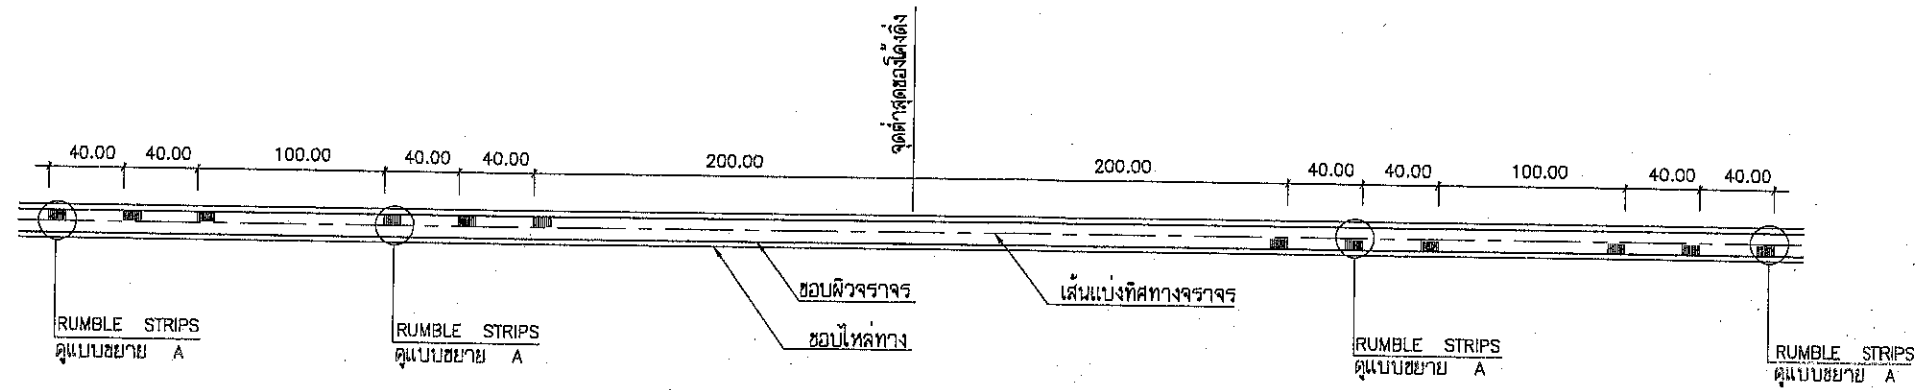 จุดต่ำสุดของโค้งดิ่ง
40.00 40.00 100.00 40.00 40.00 200.00 200.00 40.00 40.00 100.00 40.00 40.00
ขอบผิวจราจร
เส้นแบ่งทิศทางจราจร
ขอบไหล่ทาง
RUMBLE STRIPS
ดูแบบขยาย A
RUMBLE STRIPS
ดูแบบขยาย A
RUMBLE STRIPS
ดูแบบขยาย A
RUMBLE STRIPS
ดูแบบขยาย A